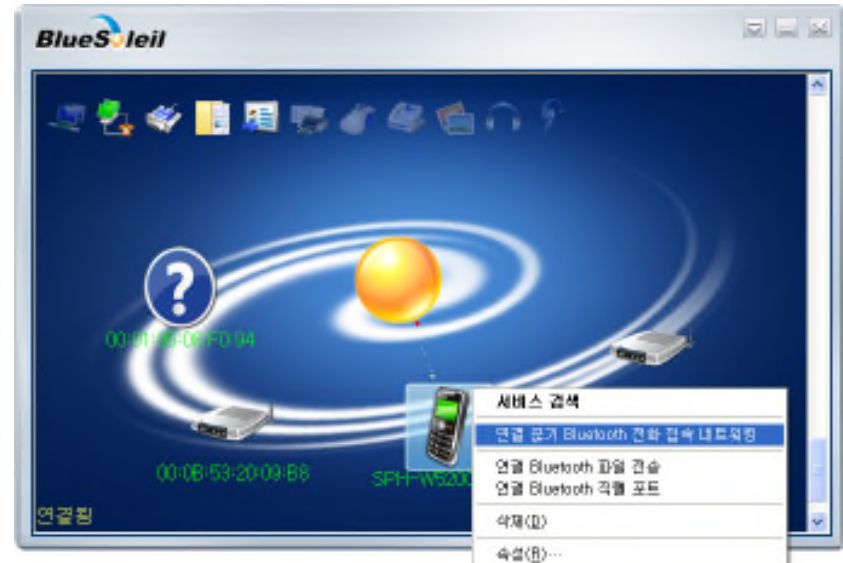 BlueSoleil
00:0B:53:20:09:B8
SPH-W5200
연결됨
서비스 검색
연결 끊기 Bluetooth 전화 접속 네트워킹
연결 Bluetooth 파일 전송
연결 Bluetooth 직렬 포트
삭제(D)
속성(R)...